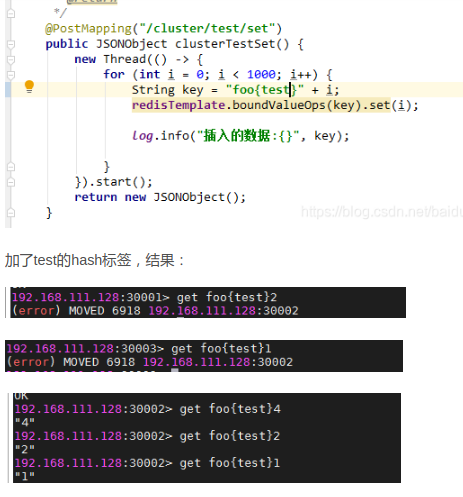 */
@PostMapping("/cluster/test/set")
public JSONObject clusterTestSet() {
new Thread(() -> {
for (int i = 0; i < 1000; i++) {
String key = "foo{test}" + i;
redisTemplate.boundValueOps(key).set(i);
log.info("插入的数据:{}", key);
}
}).start();
return new JSONObject();
}
https://blog.csdn.net/baidu
加了test的hash标签，结果：
192.168.111.128:30001> get foo{test}2
(error) MOVED 6918 192.168.111.128:30002
192.168.111.128:30003> get foo{test}1
(error) MOVED 6918 192.168.111.128:30002
OK
192.168.111.128:30002> get foo{test}4
"4"
192.168.111.128:30002> get foo{test}2
"2"
192.168.111.128:30002> get foo{test}1
"1"